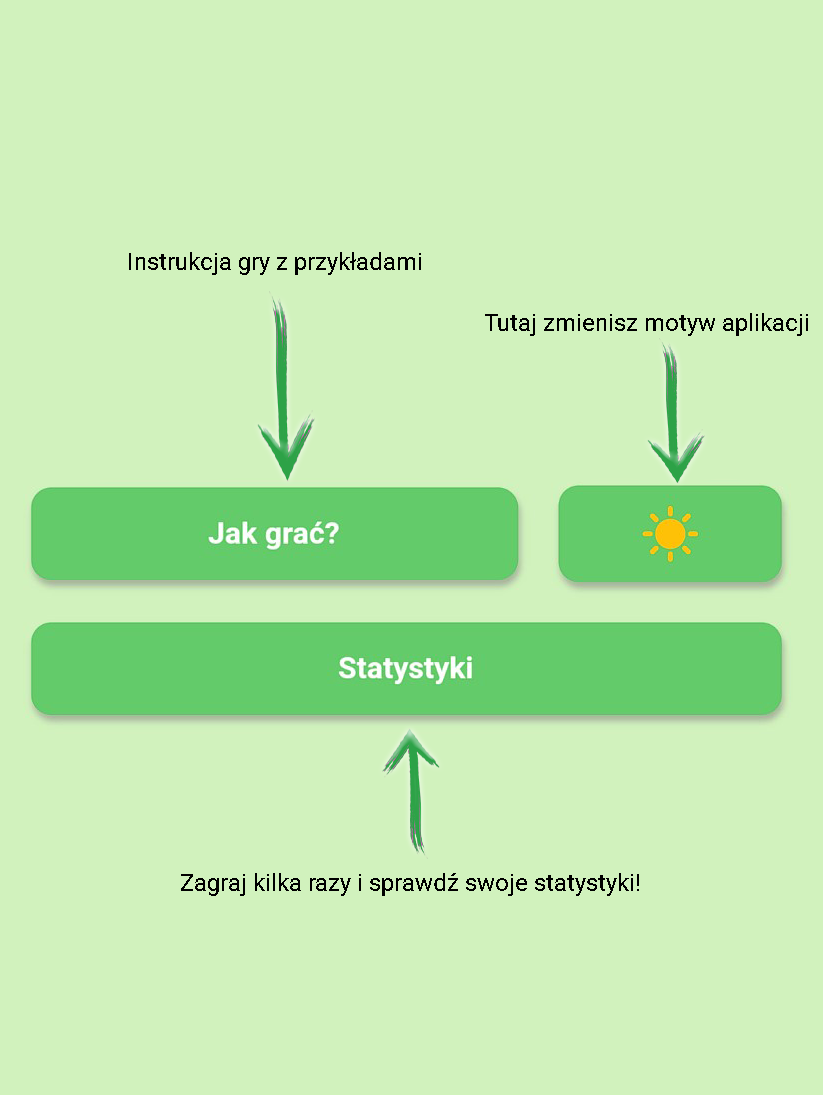 Instrukcja gry z przykładami
Tutaj zmienisz motyw aplikacji
Jak grać?
Statystyki
Zagraj kilka razy i sprawdź swoje statystyki!